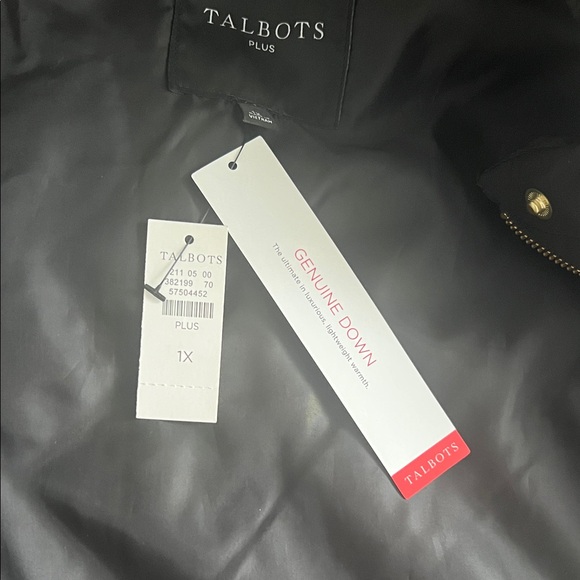 TALBOTS
PLUS
VIETNAM
TALBOTS
211 05 00
382199 70
57504452
PLUS
1X
GENUINE DOWN
The ultimate in luxurious, lightweight warmth.
TALBOTS